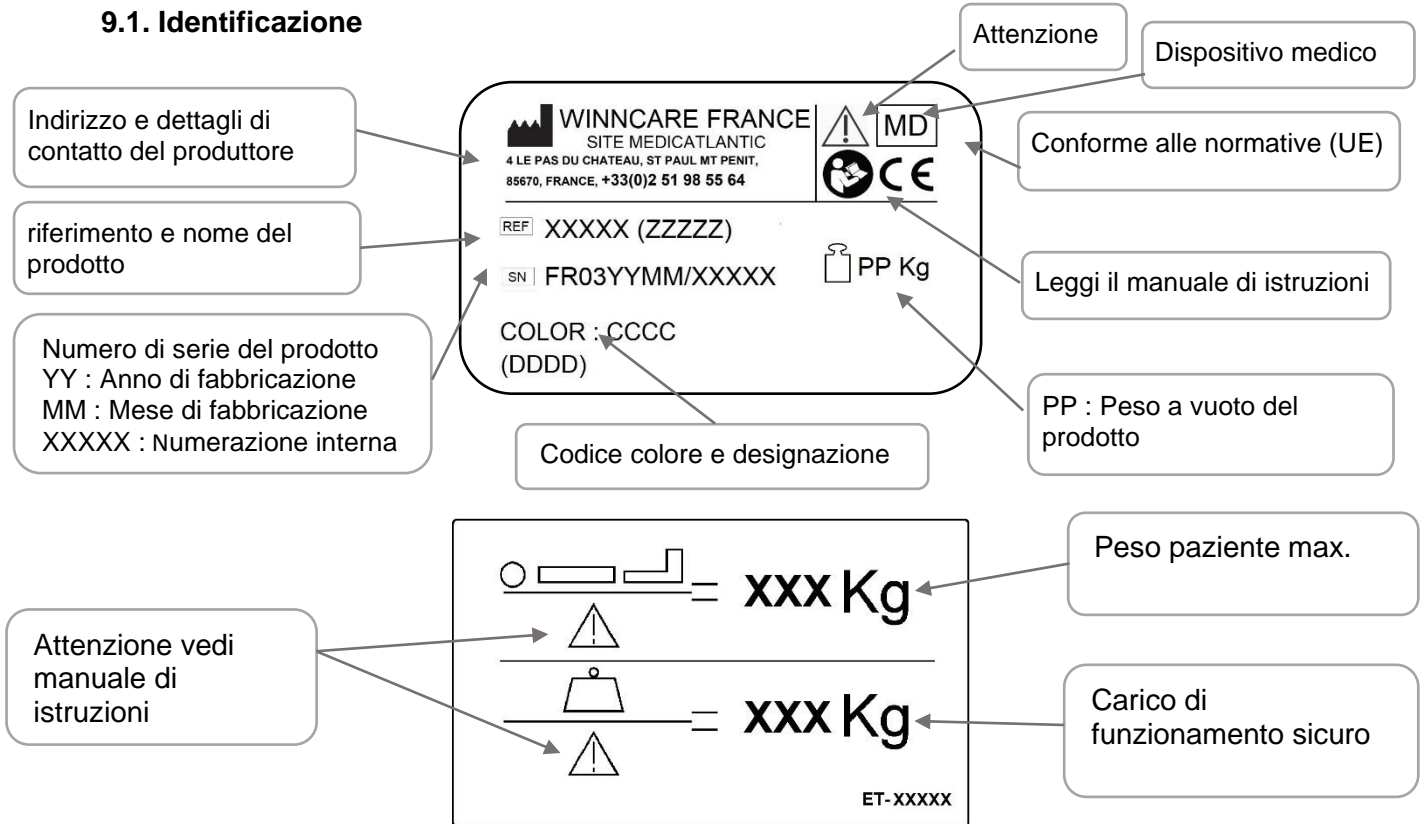 9.1. Identificazione
Attenzione
Dispositivo medico
Indirizzo e dettagli di
contatto del produttore
WINNCARE FRANCE
SITE MEDICATLANTIC
4 LE PAS DU CHATEAU, ST PAUL MT PENIT,
85670, FRANCE, +33(0)2 51 98 55 64
MD
CE
Conforme alle normative (UE)
riferimento e nome del
prodotto
REF XXXXX (ZZZZZ)
SN FR03YYMM/XXXXX
PP Kg
Leggi il manuale di istruzioni
COLOR : CCCC
(DDDD)
Numero di serie del prodotto
YY : Anno di fabbricazione
MM : Mese di fabbricazione
XXXXX : Numerazione interna
PP : Peso a vuoto del
prodotto
Codice colore e designazione
= xxx Kg
Peso paziente max.
Attenzione vedi
manuale di
istruzioni
= xxx Kg
Carico di
funzionamento sicuro
ET-XXXXX